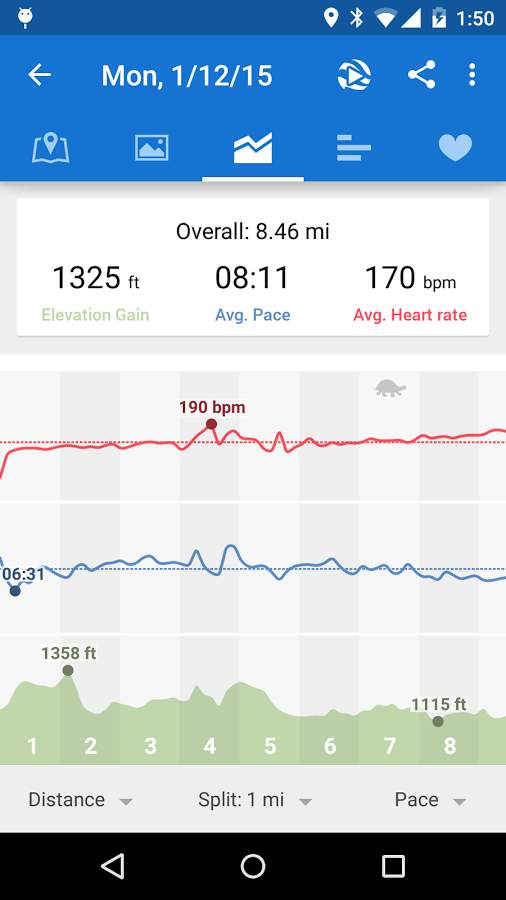 1:50
Mon, 1/12/15
Overall: 8.46 mi
1325 ft 08:11 170 bpm
Elevation Gain Avg. Pace Avg. Heart rate
190 bpm
06:31
1358 ft
1115 ft
1 2 3 4 5 6 7 8
Distance Split: 1 mi Pace